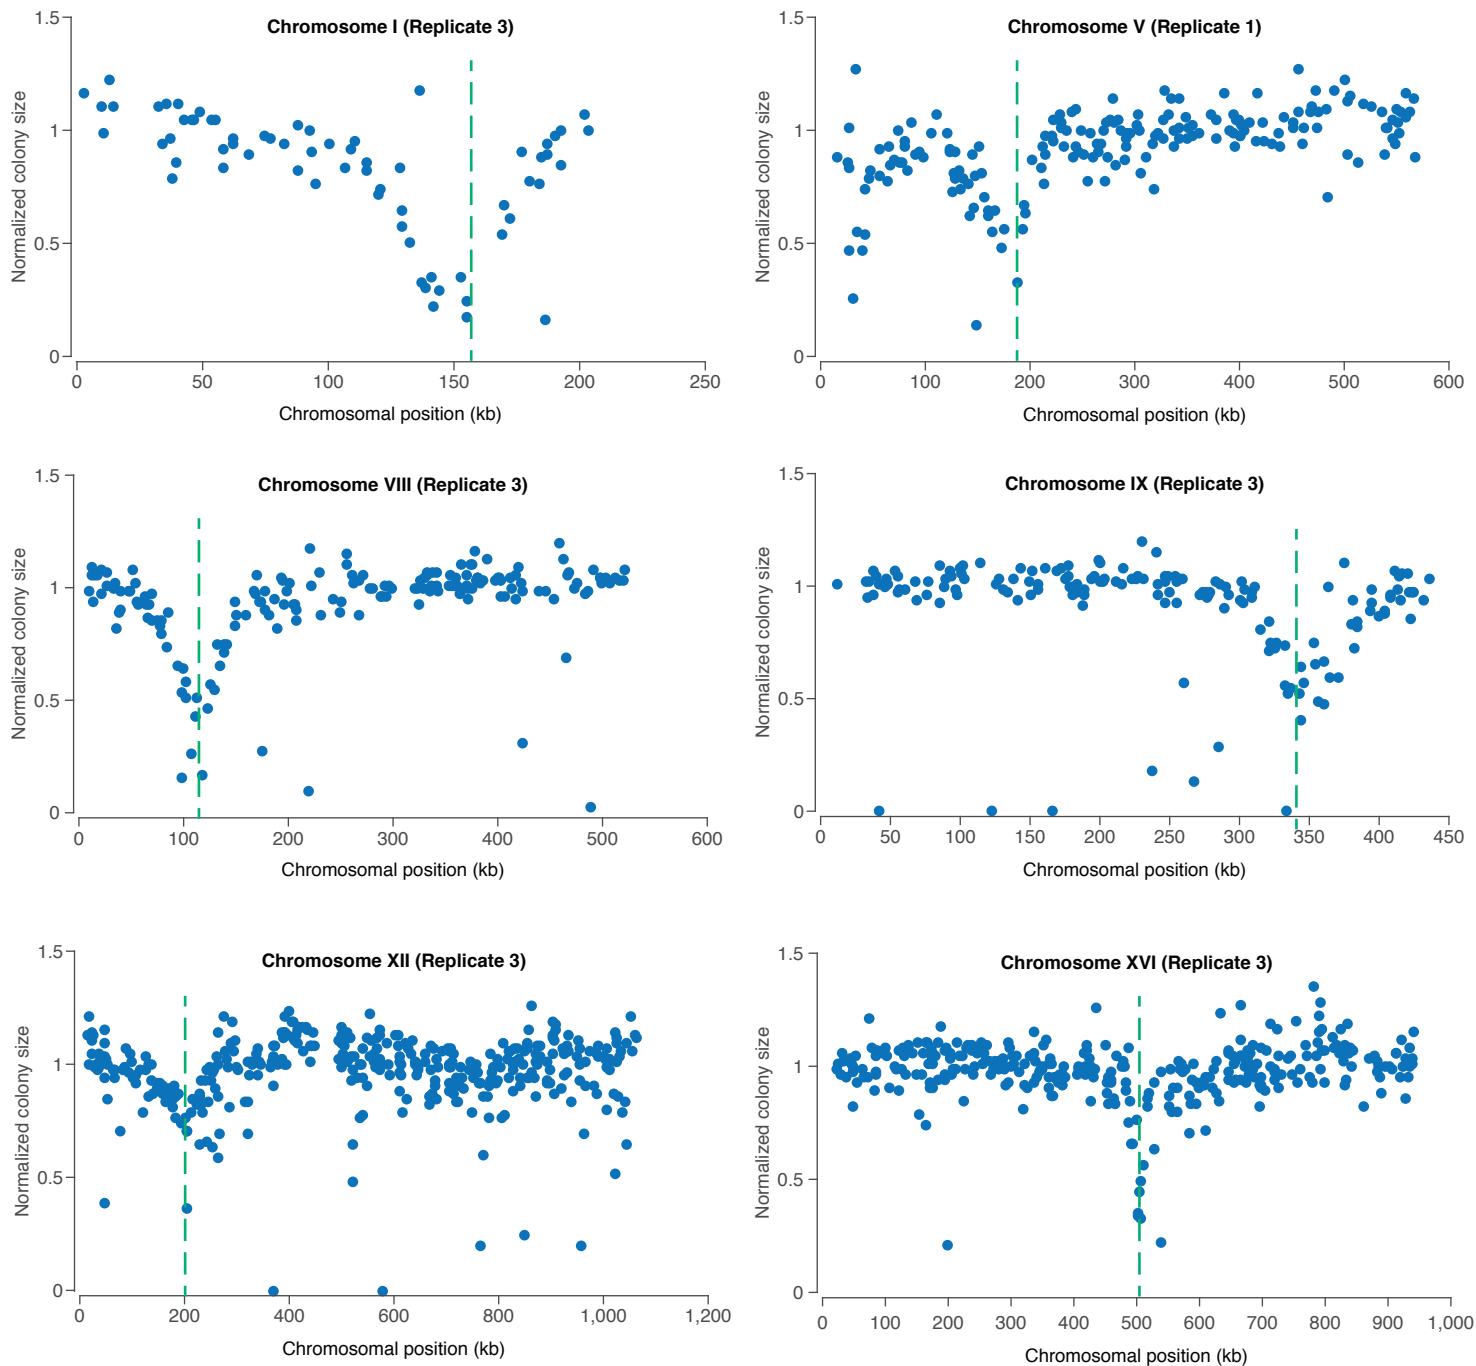 Chromosome I (Replicate 3)
Normalized colony size
1.5
1
0.5
0
0 50 100 150 200 250
Chromosomal position (kb)
Chromosome V (Replicate 1)
Normalized colony size
1.5
1
0.5
0
0 100 200 300 400 500 600
Chromosomal position (kb)
Chromosome VIII (Replicate 3)
Normalized colony size
1.5
1
0.5
0
0 100 200 300 400 500 600
Chromosomal position (kb)
Chromosome IX (Replicate 3)
Normalized colony size
1.5
1
0.5
0
0 50 100 150 200 250 300 350 400 450
Chromosomal position (kb)
Chromosome XII (Replicate 3)
Normalized colony size
1.5
1
0.5
0
0 200 400 600 800 1,000 1,200
Chromosomal position (kb)
Chromosome XVI (Replicate 3)
Normalized colony size
1.5
1
0.5
0
0 100 200 300 400 500 600 700 800 900 1,000
Chromosomal position (kb)